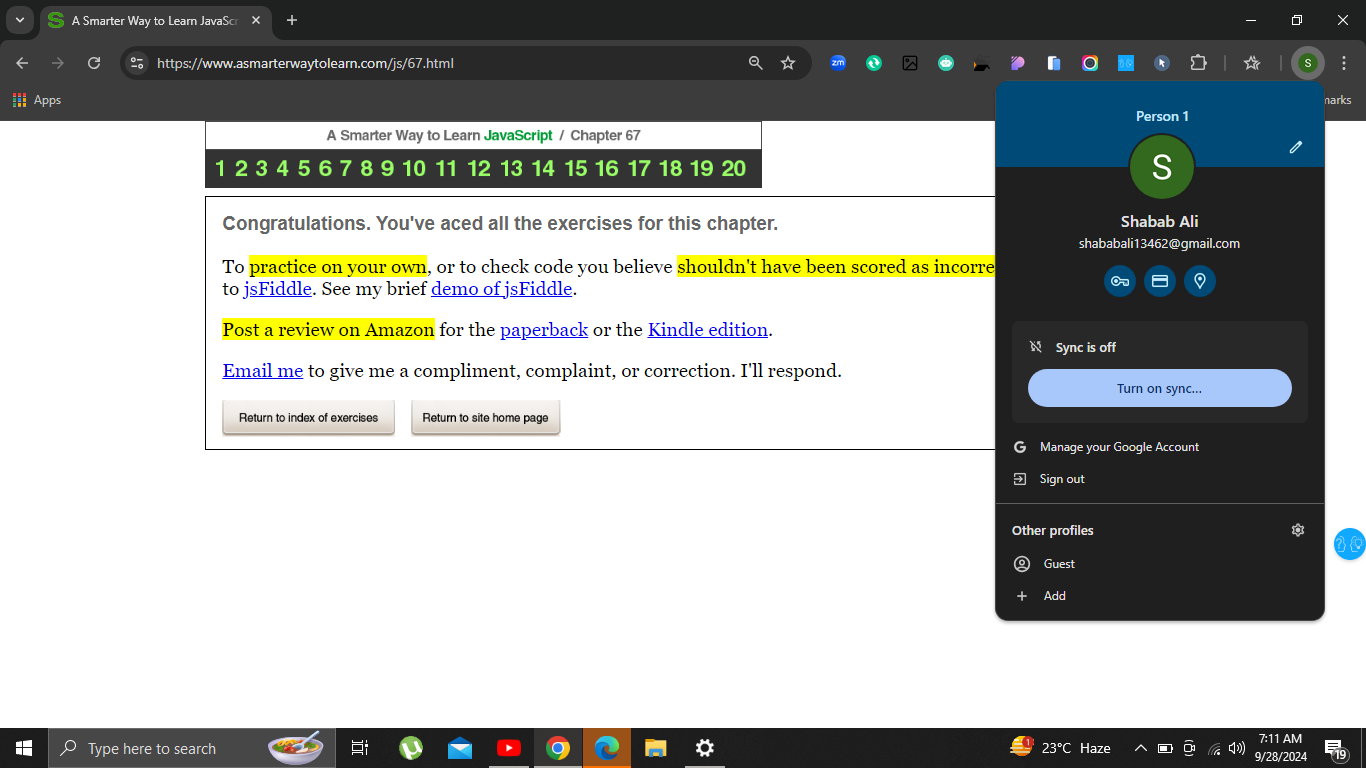 A Smarter Way to Learn JavaSc
https://www.asmarterwaytolearn.com/js/67.html
zm
S
Apps
marks
A Smarter Way to Learn JavaScript / Chapter 67
1 2 3 4 5 6 7 8 9 10 11 12 13 14 15 16 17 18 19 20
Congratulations. You've aced all the exercises for this chapter.
To practice on your own, or to check code you believe shouldn't have been scored as incorre
to jsFiddle. See my brief demo of jsFiddle.
Post a review on Amazon for the paperback or the Kindle edition.
Email me to give me a compliment, complaint, or correction. I'll respond.
Return to index of exercises Return to site home page
Person 1
S
Shabab Ali
shababali13462@gmail.com
Sync is off
Turn on sync...
Manage your Google Account
Sign out
Other profiles
Guest
Add
Type here to search
1
23°C Haze
7:11 AM
9/28/2024
19